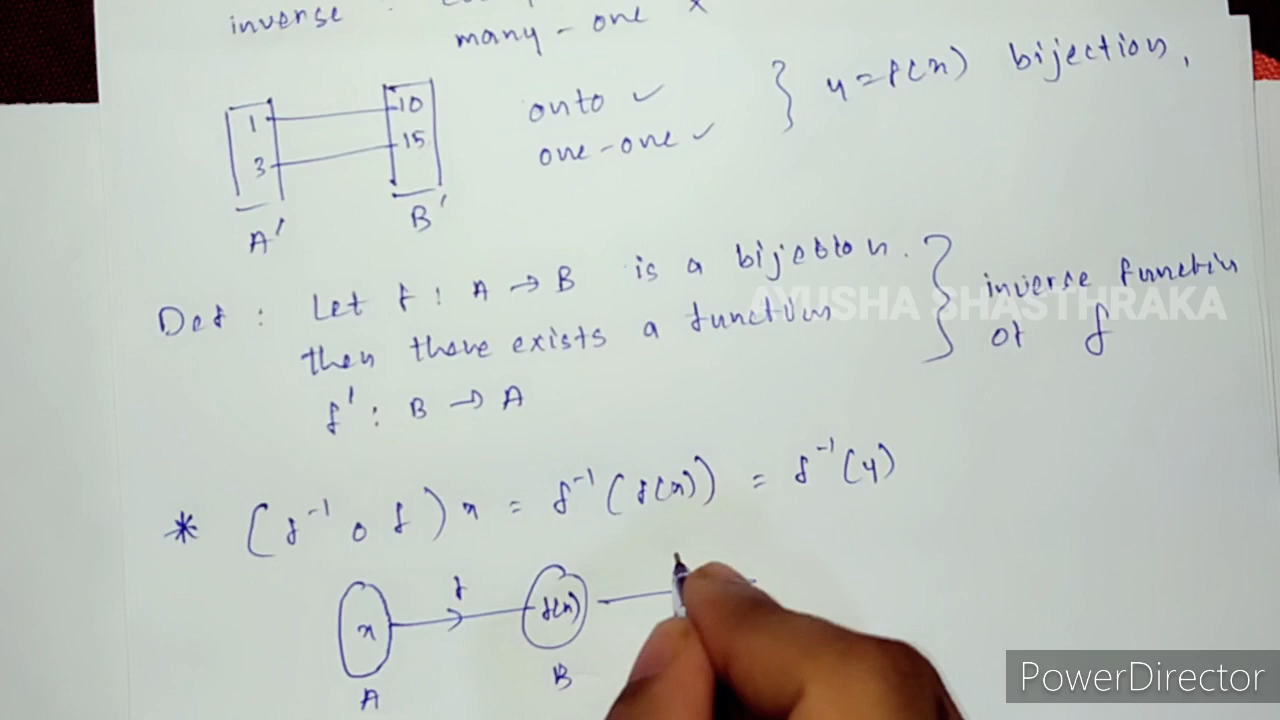 inverse :
many - one x
1 10
3 15
A' B'
onto ✓
one-one ✓
} y = f(x) bijection,
Def : Let f : A → B is a bijection.
then there exists a function
f' : B → A
} inverse function
of f
AYUSHA SHASTHRAKA
* (f⁻¹ o f) x = f⁻¹(f(x)) = f⁻¹(y)
x f f(x)
A B
PowerDirector